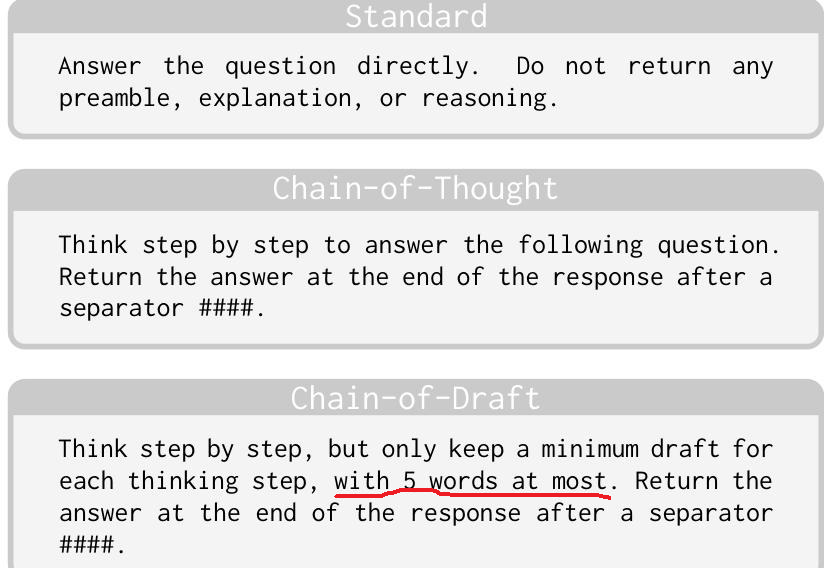 Standard
Answer the question directly. Do not return any
preamble, explanation, or reasoning.
Chain-of-Thought
Think step by step to answer the following question.
Return the answer at the end of the response after a
separator ####.
Chain-of-Draft
Think step by step, but only keep a minimum draft for
each thinking step, with 5 words at most. Return the
answer at the end of the response after a separator
####.